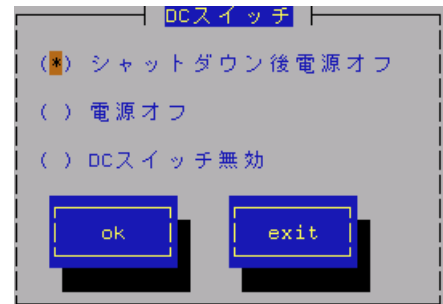 DCスイッチ
(*) シャットダウン後電源オフ
( ) 電源オフ
( ) DCスイッチ無効
ok exit